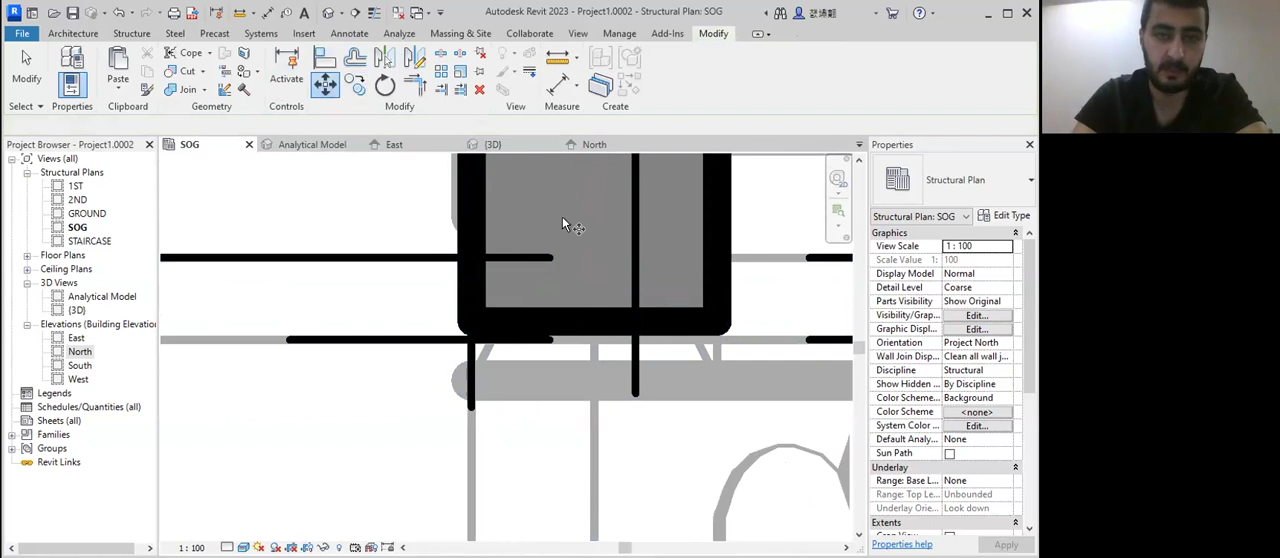 Autodesk Revit 2023 - Project1.0002 - Structural Plan: SOG
File Architecture Structure Steel Precast Systems Insert Annotate Analyze Massing & Site Collaborate View Manage Add-Ins Modify
Modify
Properties
Paste
Cope
Cut
Join
Activate
Select Properties Clipboard Geometry Controls Modify View Measure Create
Project Browser - Project1.0002
SOG
Analytical Model
East
{3D}
North
Properties
Views (all)
Structural Plans
1ST
2ND
GROUND
SOG
STAIRCASE
Floor Plans
Ceiling Plans
3D Views
Analytical Model
{3D}
Elevations (Building Elevatio
East
North
South
West
Legends
Schedules/Quantities (all)
Sheets (all)
Families
Groups
Revit Links
Structural Plan
Structural Plan: SOG Edit Type
Graphics
View Scale 1 : 100
Scale Value 1: 100
Display Model Normal
Detail Level Coarse
Parts Visibility Show Original
Visibility/Grap... Edit...
Graphic Displ... Edit...
Orientation Project North
Wall Join Disp... Clean all wall j...
Discipline Structural
Show Hidden ... By Discipline
Color Scheme... Background
Color Scheme <none>
System Color ... Edit...
Default Analy... None
Sun Path
Underlay
Range: Base L... None
Range: Top Le... Unbounded
Underlay Orie... Look down
Extents
Properties help Apply
1 : 100